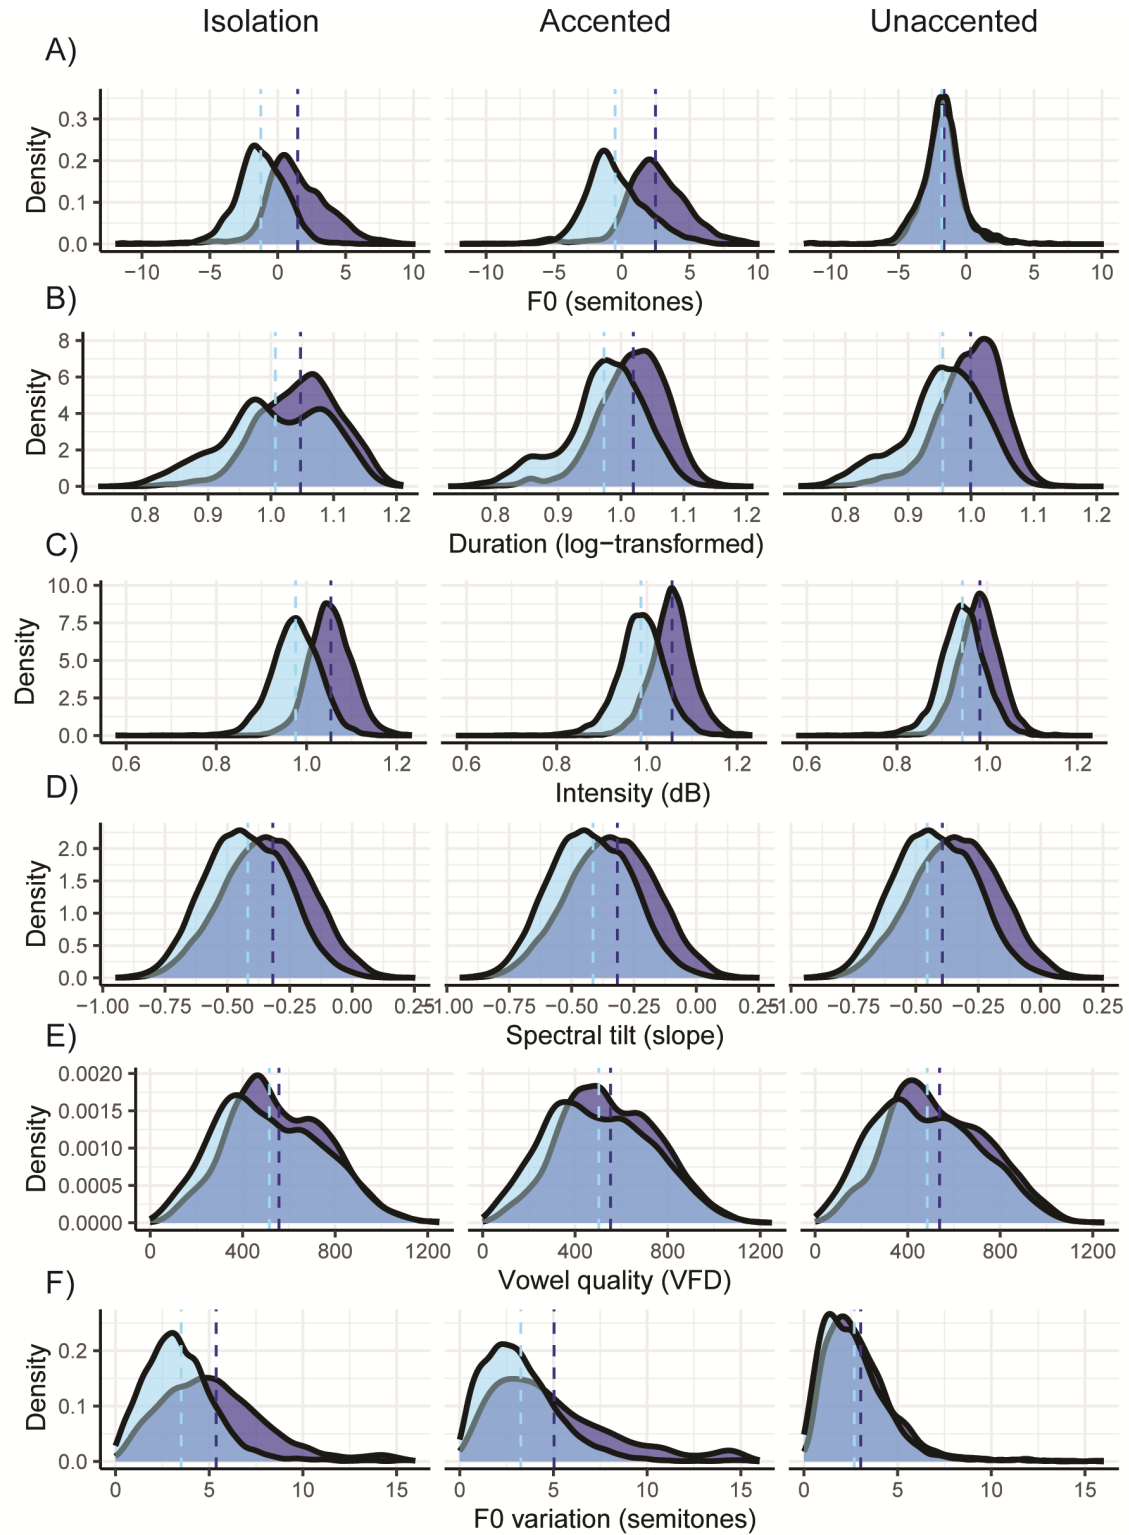 Isolation Accented Unaccented
A)
Density
0.3
0.2
0.1
0.0
−10 −5 0 5 10 −10 −5 0 5 10 −10 −5 0 5 10
F0 (semitones)
B)
Density
8
6
4
2
0
0.8 0.9 1.0 1.1 1.2 0.8 0.9 1.0 1.1 1.2 0.8 0.9 1.0 1.1 1.2
Duration (log−transformed)
C)
Density
10.0
7.5
5.0
2.5
0.0
0.6 0.8 1.0 1.2 0.6 0.8 1.0 1.2 0.6 0.8 1.0 1.2
Intensity (dB)
D)
Density
2.0
1.5
1.0
0.5
0.0
−1.00 −0.75 −0.50 −0.25 0.00 0.25 1.00 −0.75 −0.50 −0.25 0.00 0.25 1.00 −0.75 −0.50 −0.25 0.00 0.25
Spectral tilt (slope)
E)
Density
0.0020
0.0015
0.0010
0.0005
0.0000
0 400 800 1200 0 400 800 1200 0 400 800 1200
Vowel quality (VFD)
F)
Density
0.2
0.1
0.0
0 5 10 15 0 5 10 15 0 5 10 15
F0 variation (semitones)